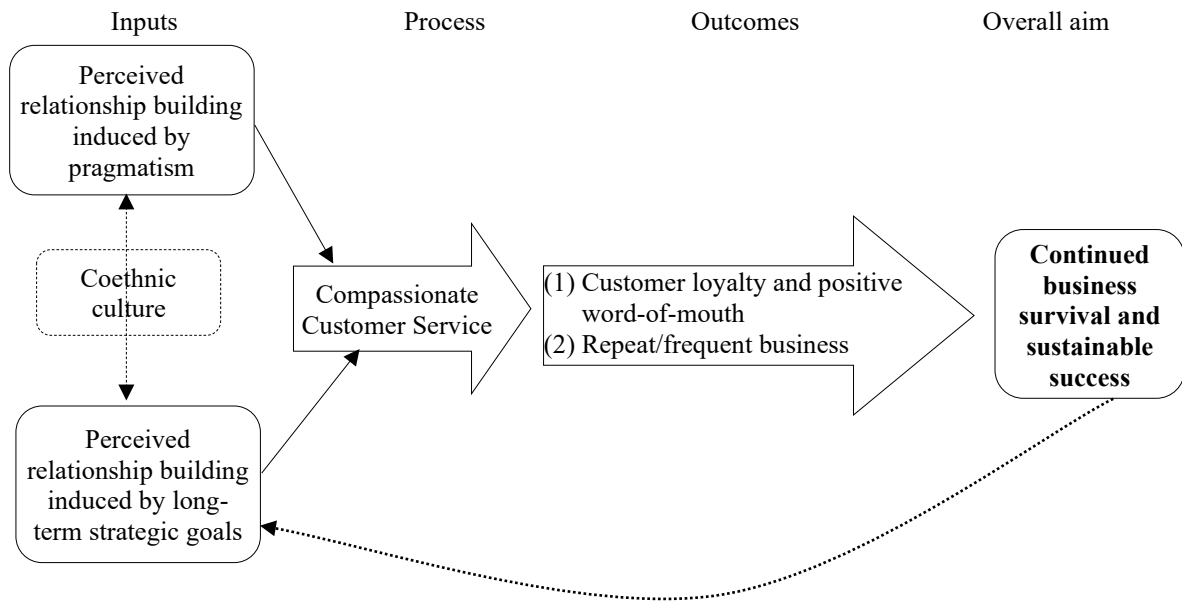 Inputs
Process
Outcomes
Overall aim
Perceived
relationship building
induced by
pragmatism
Coethnic
culture
Perceived
relationship building
induced by long-
term strategic goals
Compassionate
Customer Service
(1) Customer loyalty and positive
word-of-mouth
(2) Repeat/frequent business
Continued
business
survival and
sustainable
success